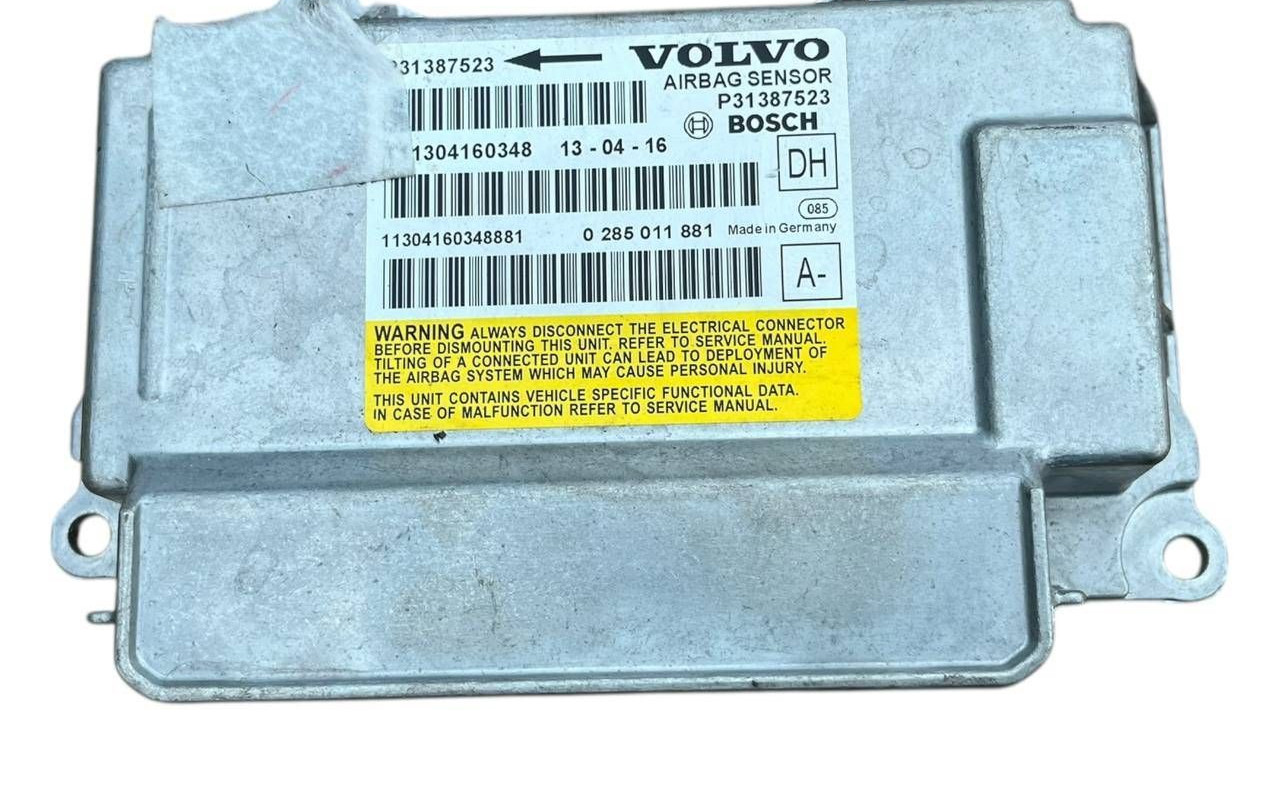 P31387523 VOLVO
AIRBAG SENSOR
P31387523
BOSCH
1304160348 13 - 04 - 16
DH
085
11304160348881 0 285 011 881 Made in Germany
A-
WARNING ALWAYS DISCONNECT THE ELECTRICAL CONNECTOR
BEFORE DISMOUNTING THIS UNIT. REFER TO SERVICE MANUAL.
TILTING OF A CONNECTED UNIT CAN LEAD TO DEPLOYMENT OF
THE AIRBAG SYSTEM WHICH MAY CAUSE PERSONAL INJURY.
THIS UNIT CONTAINS VEHICLE SPECIFIC FUNCTIONAL DATA.
IN CASE OF MALFUNCTION REFER TO SERVICE MANUAL.